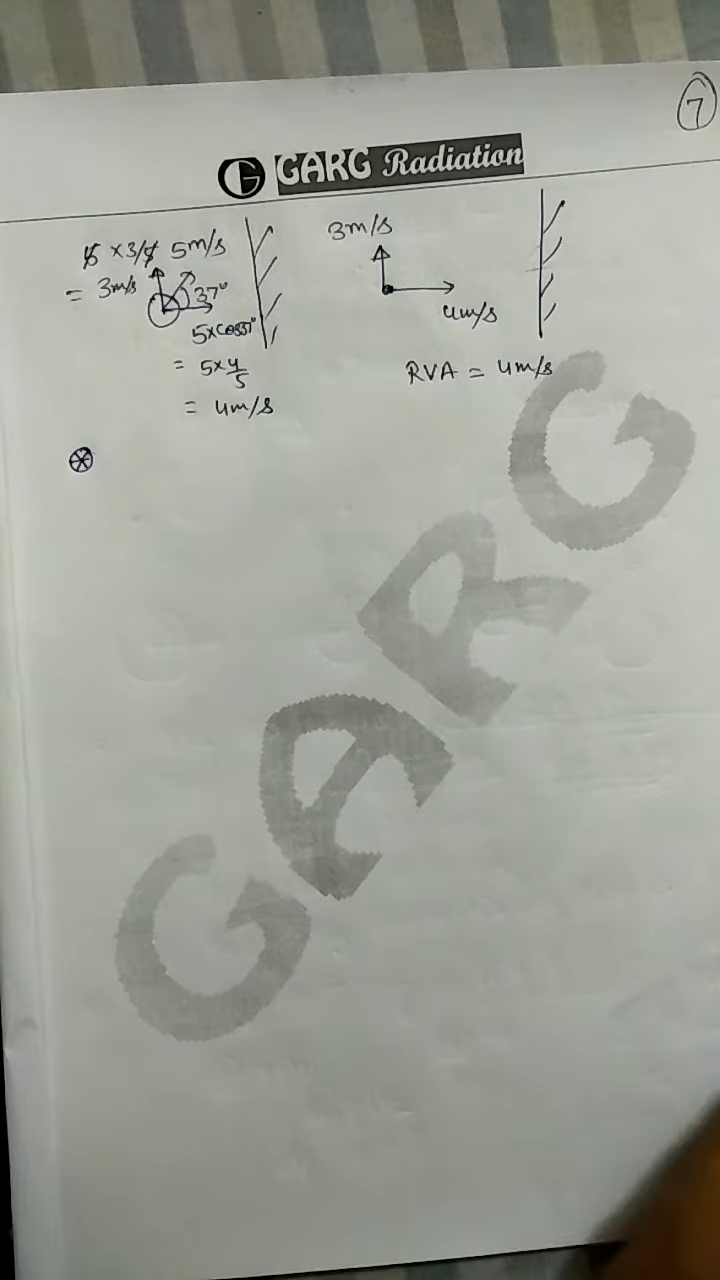 7
G GARG Radiation
5 × 3/5 5m/s
= 3m/s 37°
5×cos37°
= 5×4/5
= 4m/s
3m/s
4m/s
RVA = 4m/s
GARG